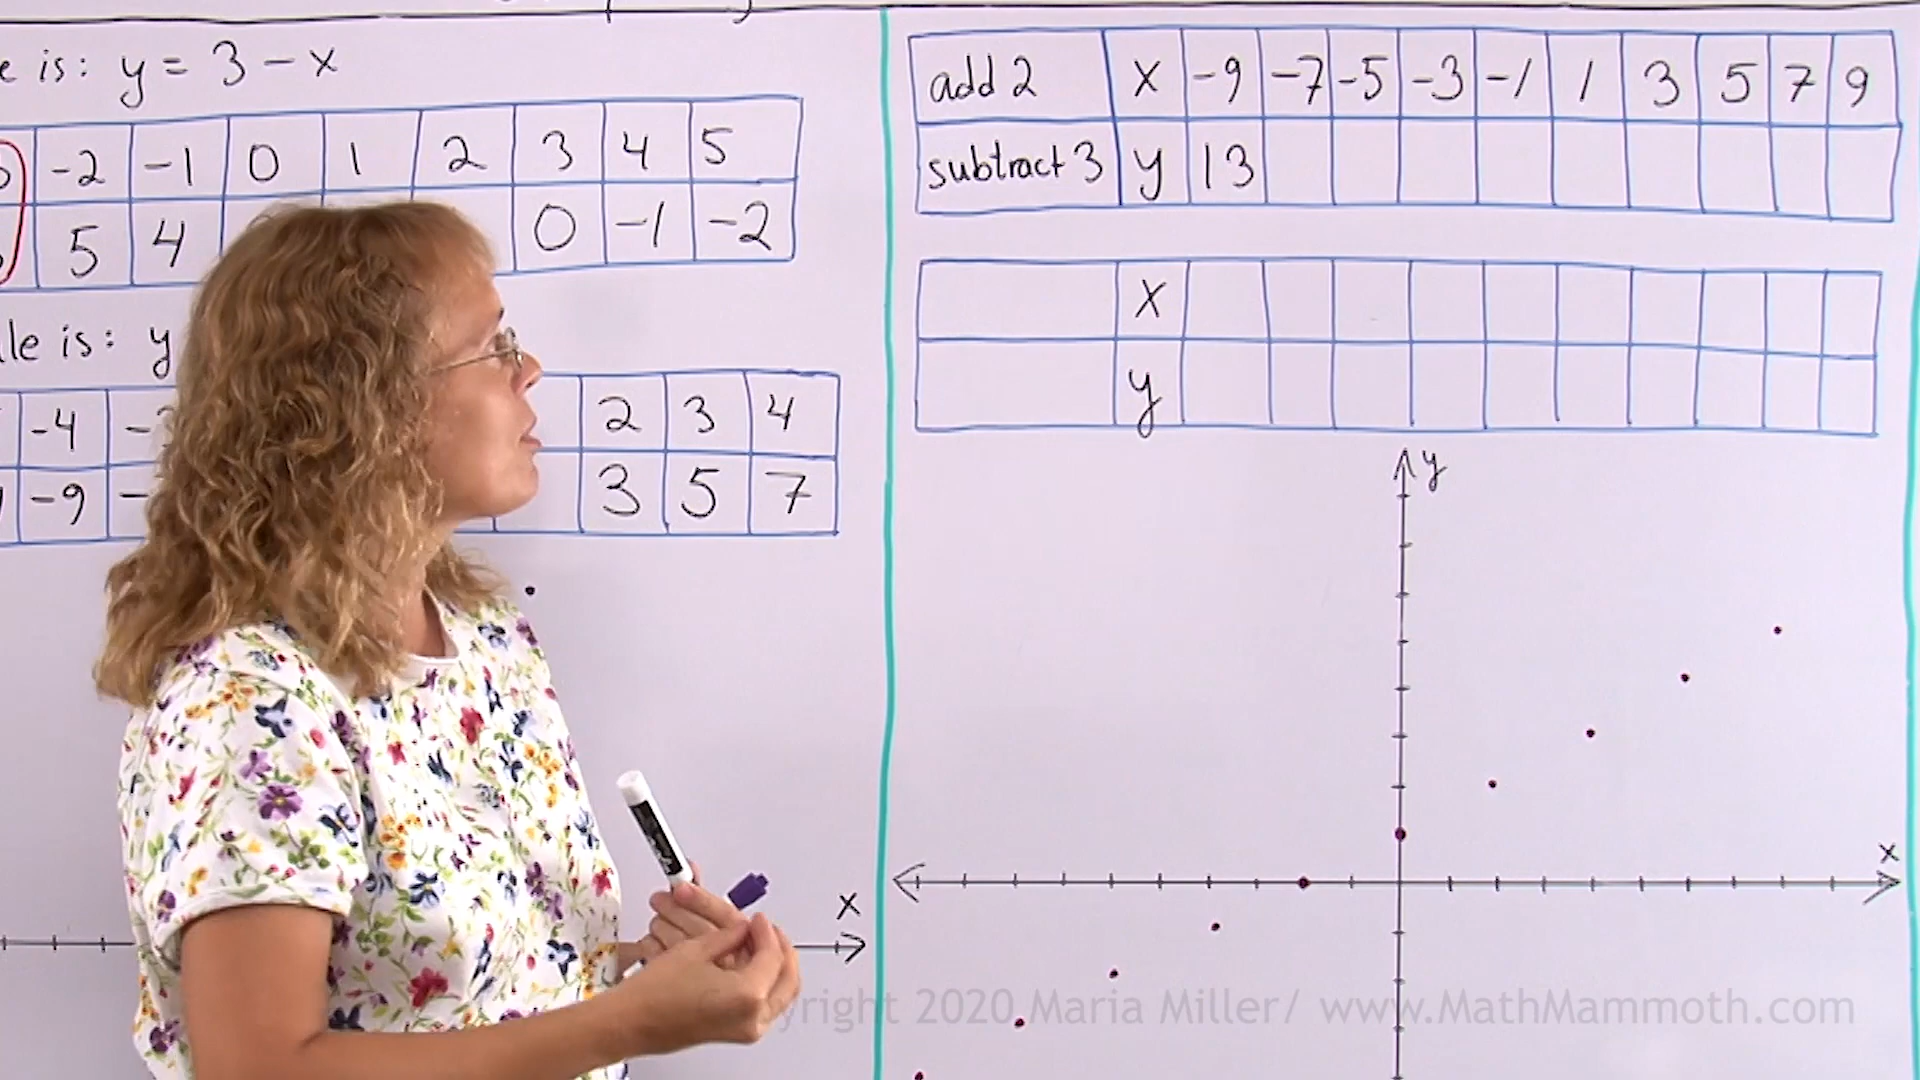 e is: y = 3 - x
-2 -1 0 1 2 3 4 5
5 4 0 -1 -2
le is: y
-4 2 3 4
-9 3 5 7
x
add 2 x -9 -7 -5 -3 -1 1 3 5 7 9
subtract 3 y 13
x
y
y
x
2020 Maria Miller/ www.MathMammoth.com